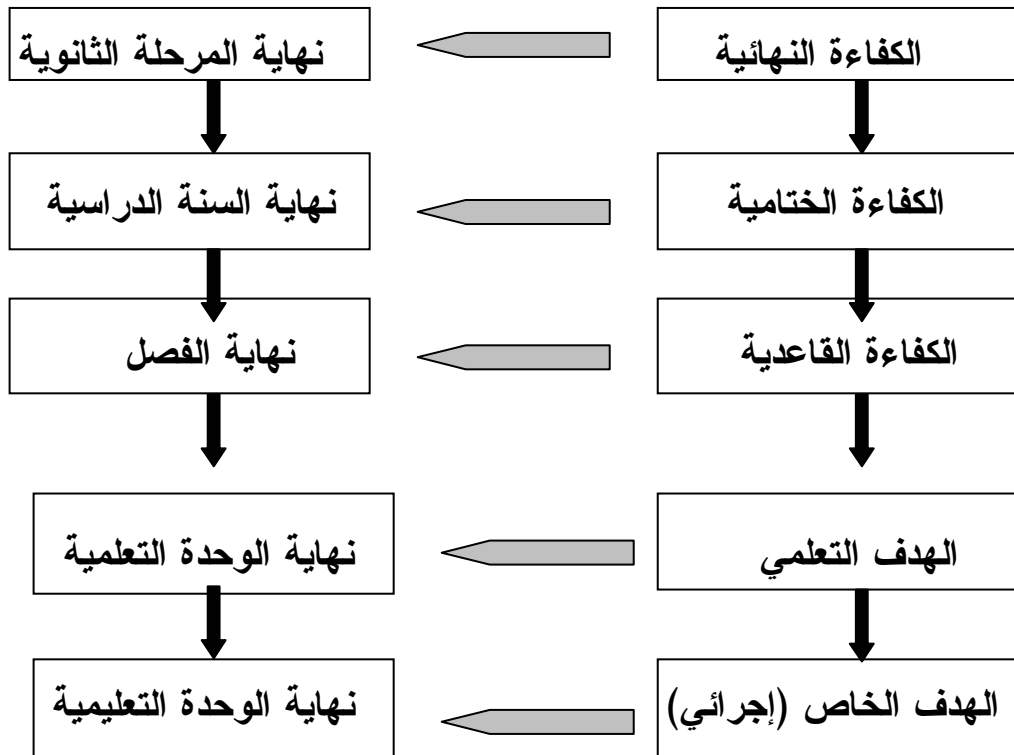 الكفاءة النهائية
نهاية المرحلة الثانوية
الكفاءة الختامية
نهاية السنة الدراسية
الكفاءة القاعدية
نهاية الفصل
الهدف التعلمي
نهاية الوحدة التعلمية
الهدف الخاص (إجرائي)
نهاية الوحدة التعليمية